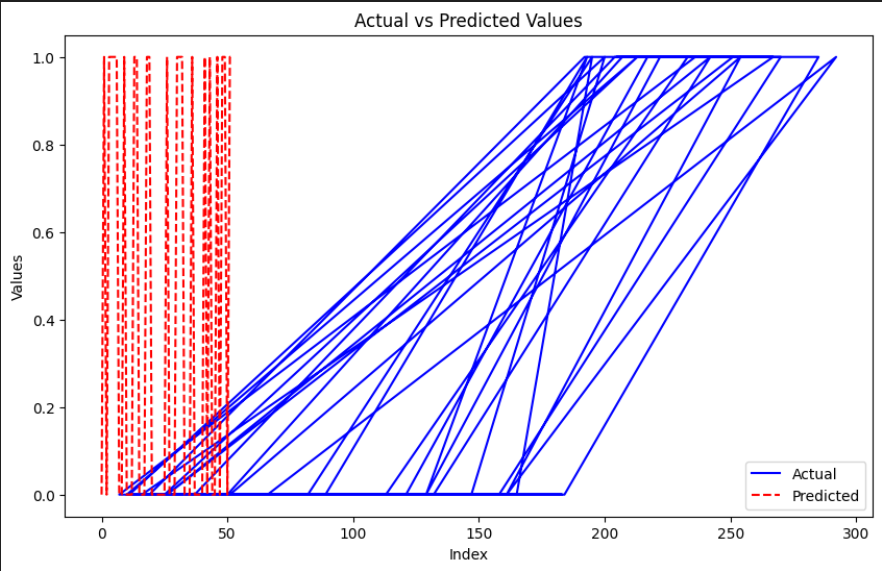 Actual vs Predicted Values
Values
1.0
0.8
0.6
0.4
0.2
0.0
Actual
Predicted
0 50 100 150 200 250 300
Index